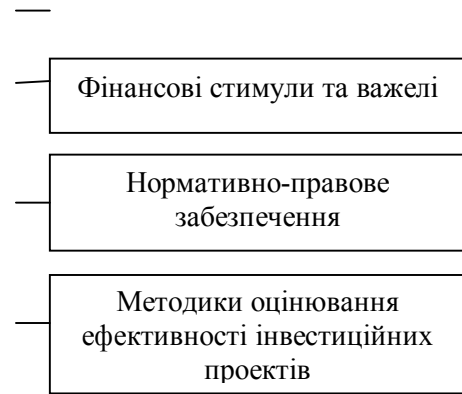 Фінансові стимули та важелі
Нормативно-правове
забезпечення
Методики оцінювання
ефективності інвестиційних
проектів